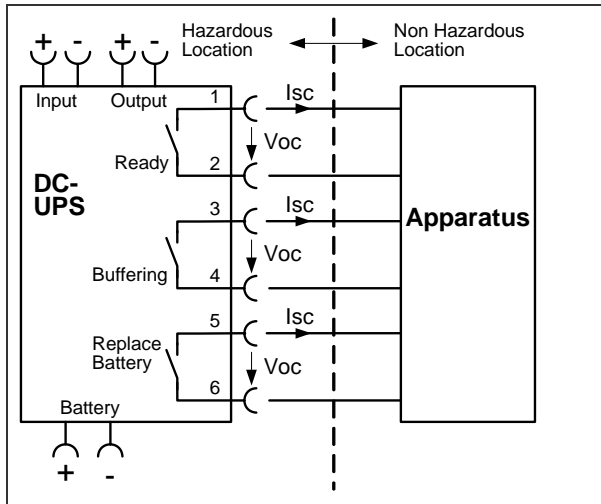 Hazardous
Location
Non Hazardous
Location
+ - + -
Input Output
1 Isc
Voc
Ready
2
DC-
UPS
3 Isc
Voc
Buffering
4
Apparatus
5 Isc
Replace
Battery
Voc
6
Battery
+ -